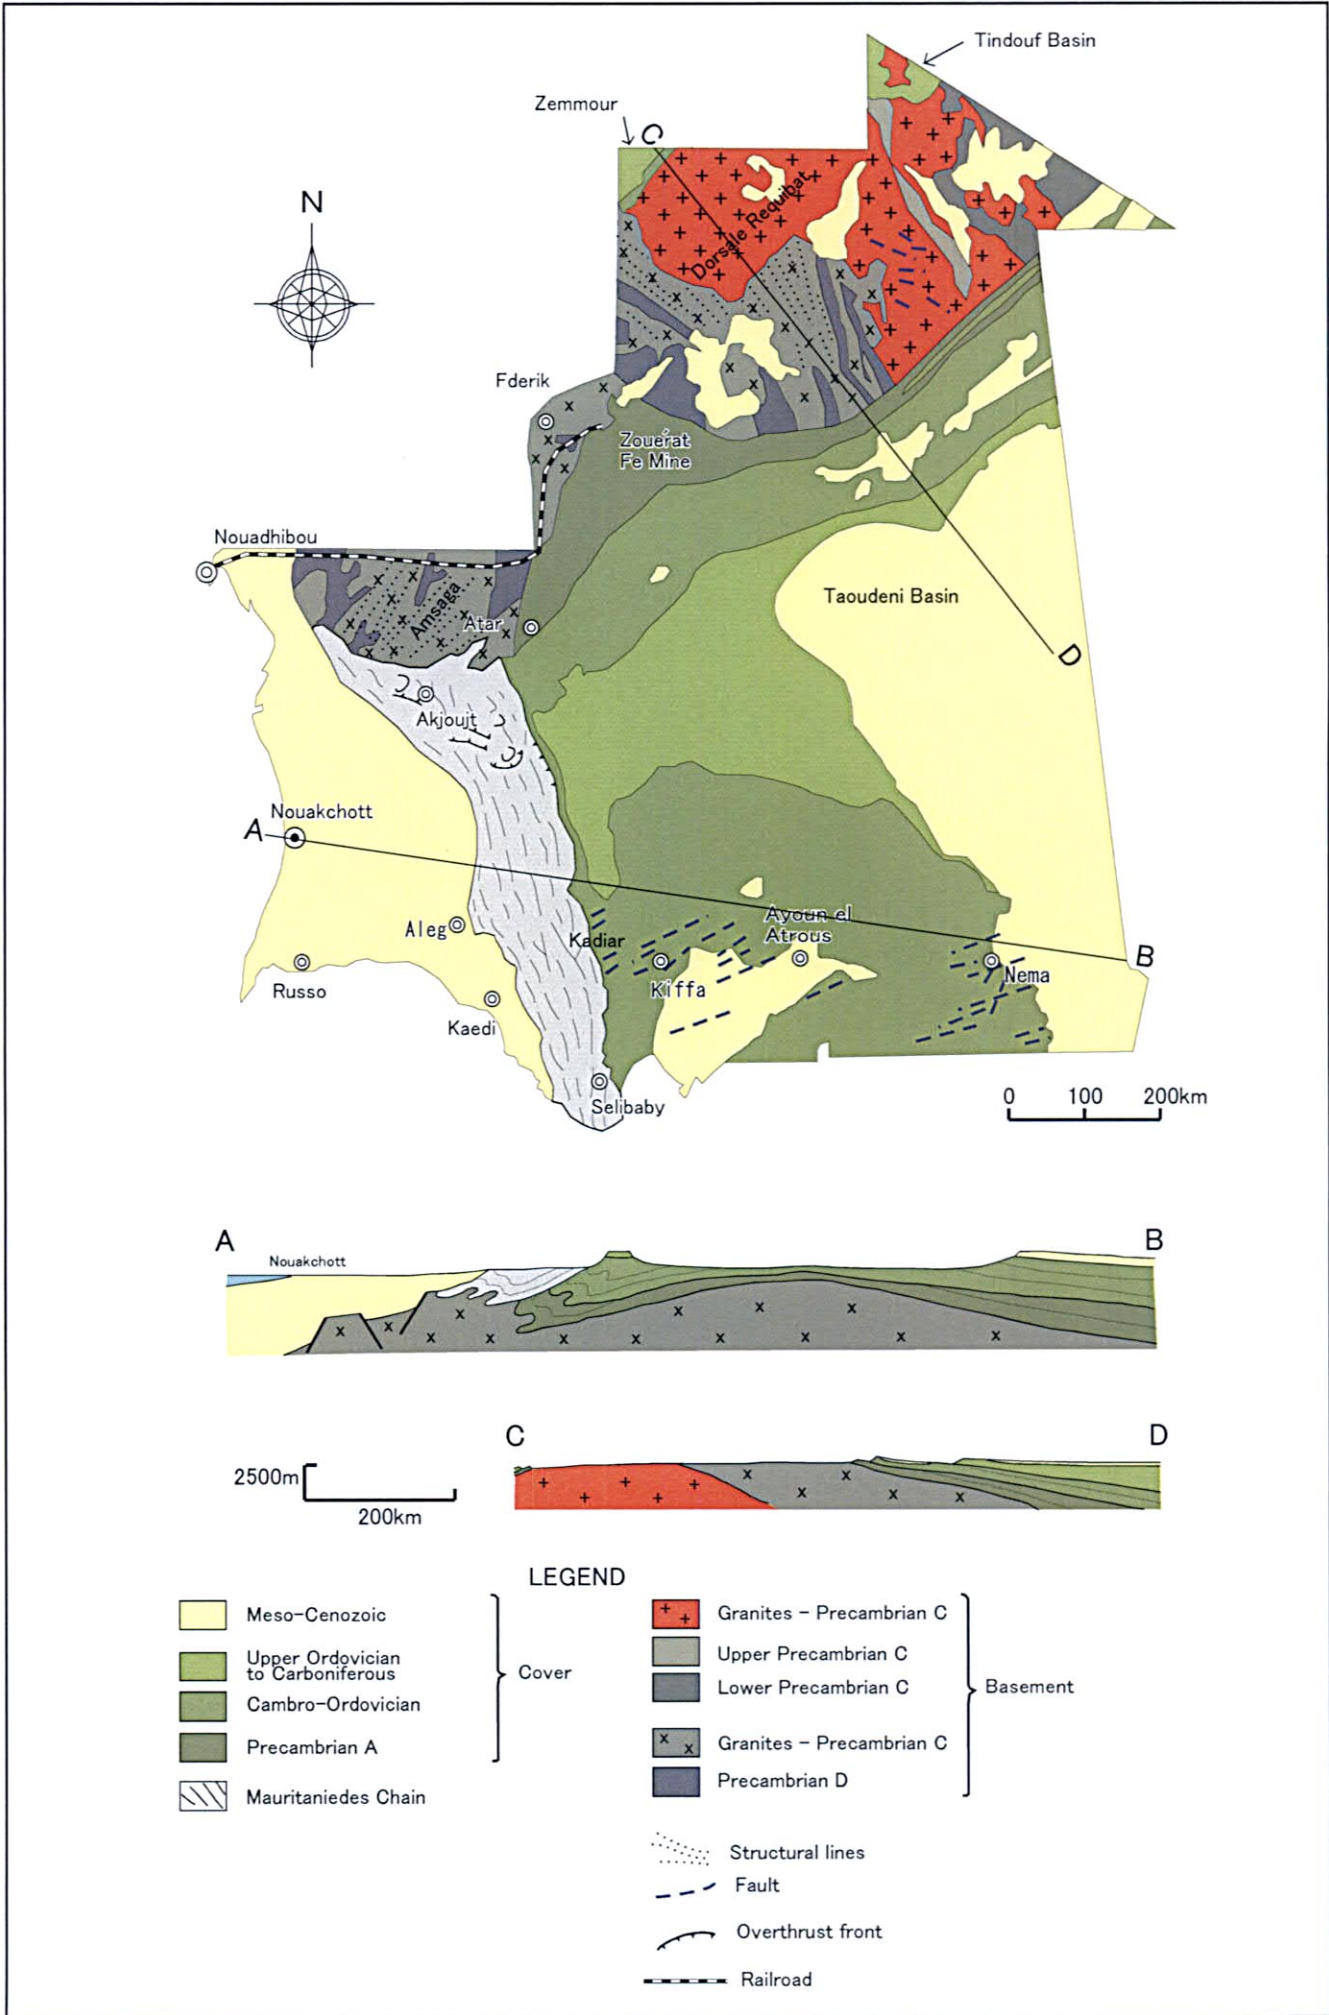 Tindouf Basin
Zemmour
C
N
Dorsale Requibat
Fderik
Zouérat
Fe Mine
Nouadhibou
Amsaga
Atar
Taoudeni Basin
D
Akjoujt
Nouakchott
A
Ayoun el
Atrous
Aleg
Kadiar
B
Kiffa
Nema
Russo
Kaedi
Selibaby
0 100 200km
A
B
Nouakchott
C
D
2500m
200km
LEGEND
Meso-Cenozoic
Upper Ordovician
to Carboniferous
Cambro-Ordovician
Precambrian A
Cover
Mauritaniedes Chain
Granites - Precambrian C
Upper Precambrian C
Lower Precambrian C
Granites - Precambrian C
Precambrian D
Basement
Structural lines
Fault
Overthrust front
Railroad